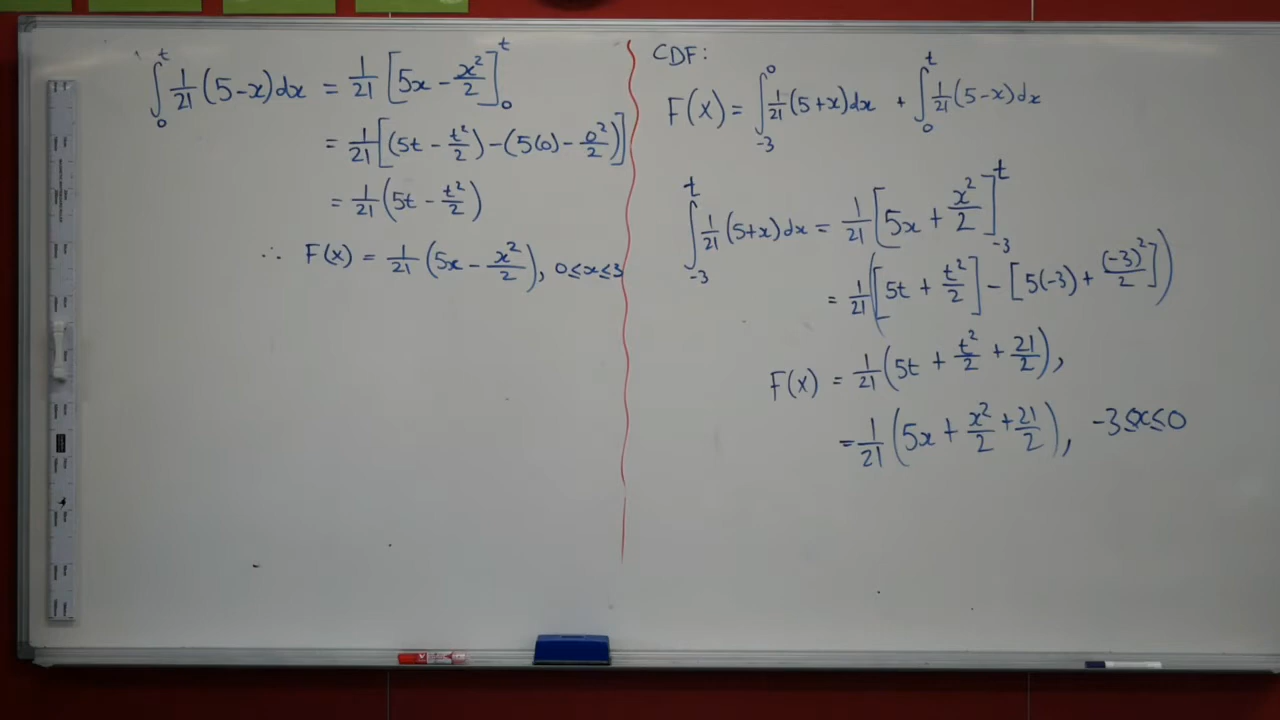 ∫₀ᵗ 1/21 (5-x)dx = 1/21 [5x - x²/2]₀ᵗ
= 1/21 [(5t - t²/2) - (5(0) - 0²/2)]
= 1/21 (5t - t²/2)
∴ F(x) = 1/21 (5x - x²/2), 0≤x≤3
CDF:
F(x) = ∫₋₃⁰ 1/21 (5+x)dx + ∫₀ᵗ 1/21 (5-x)dx
∫₋₃ᵗ 1/21 (5+x)dx = 1/21 [5x + x²/2]₋₃ᵗ
= 1/21 ([5t + t²/2] - [5(-3) + (-3)²/2])
F(x) = 1/21 (5t + t²/2 + 21/2),
= 1/21 (5x + x²/2 + 21/2), -3≤x≤0